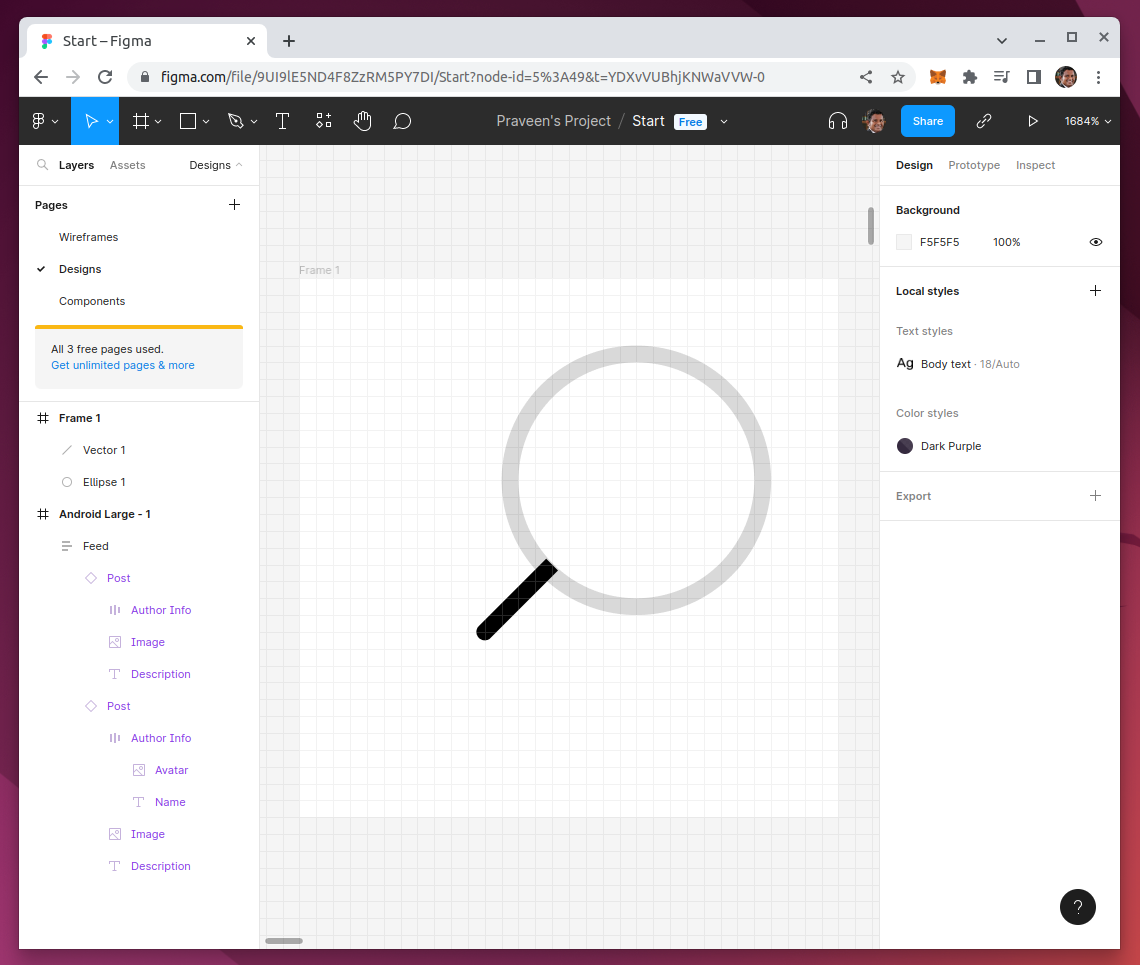 Start – Figma
figma.com/file/9UI9lE5ND4F8ZzRM5PY7DI/Start?node-id=5%3A49&t=YDXvVUBhjKNWaVVW-0
Praveen's Project / Start Free
Share
1684%
Layers Assets Designs
Pages
Wireframes
Designs
Components
All 3 free pages used.
Get unlimited pages & more
Frame 1
Vector 1
Ellipse 1
Android Large - 1
Feed
Post
Author Info
Image
Description
Post
Author Info
Avatar
Name
Image
Description
Frame 1
Design Prototype Inspect
Background
F5F5F5 100%
Local styles
Text styles
Ag Body text · 18/Auto
Color styles
Dark Purple
Export
?